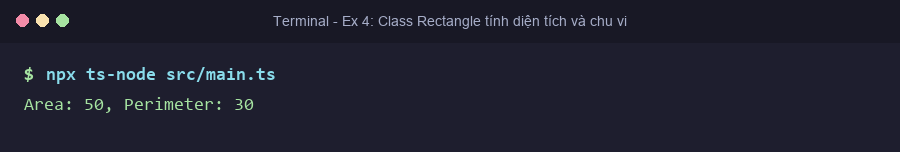 Terminal - Ex 4: Class Rectangle tính diện tích và chu vi
$ npx ts-node src/main.ts
Area: 50, Perimeter: 30